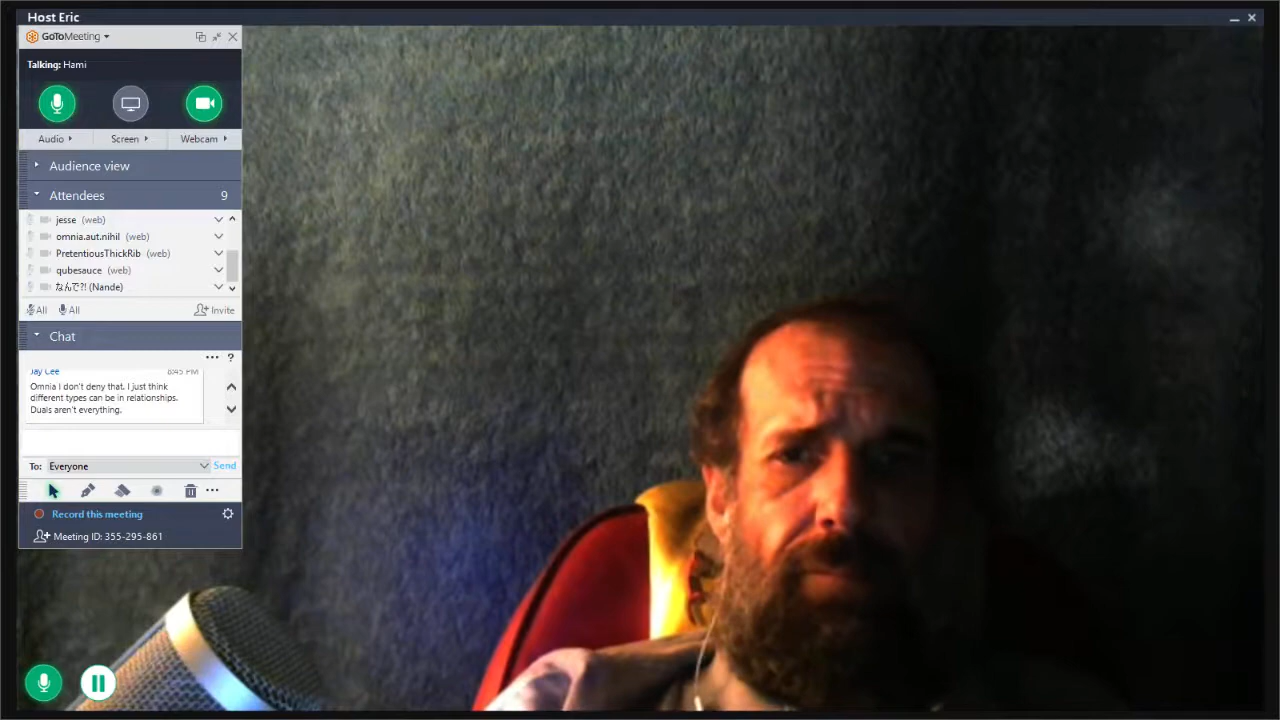 Host Eric
GoToMeeting
Talking: Hami
Audio
Screen
Webcam
Audience view
Attendees 9
jesse (web)
omnia.aut.nihil (web)
PretentiousThickRib (web)
qubesauce (web)
なんで?! (Nande)
All
All
Invite
Chat
?
Jay Cee 8:45 PM
Omnia I don't deny that. I just think
different types can be in relationships.
Duals aren't everything.
To: Everyone Send
Record this meeting
Meeting ID: 355-295-861